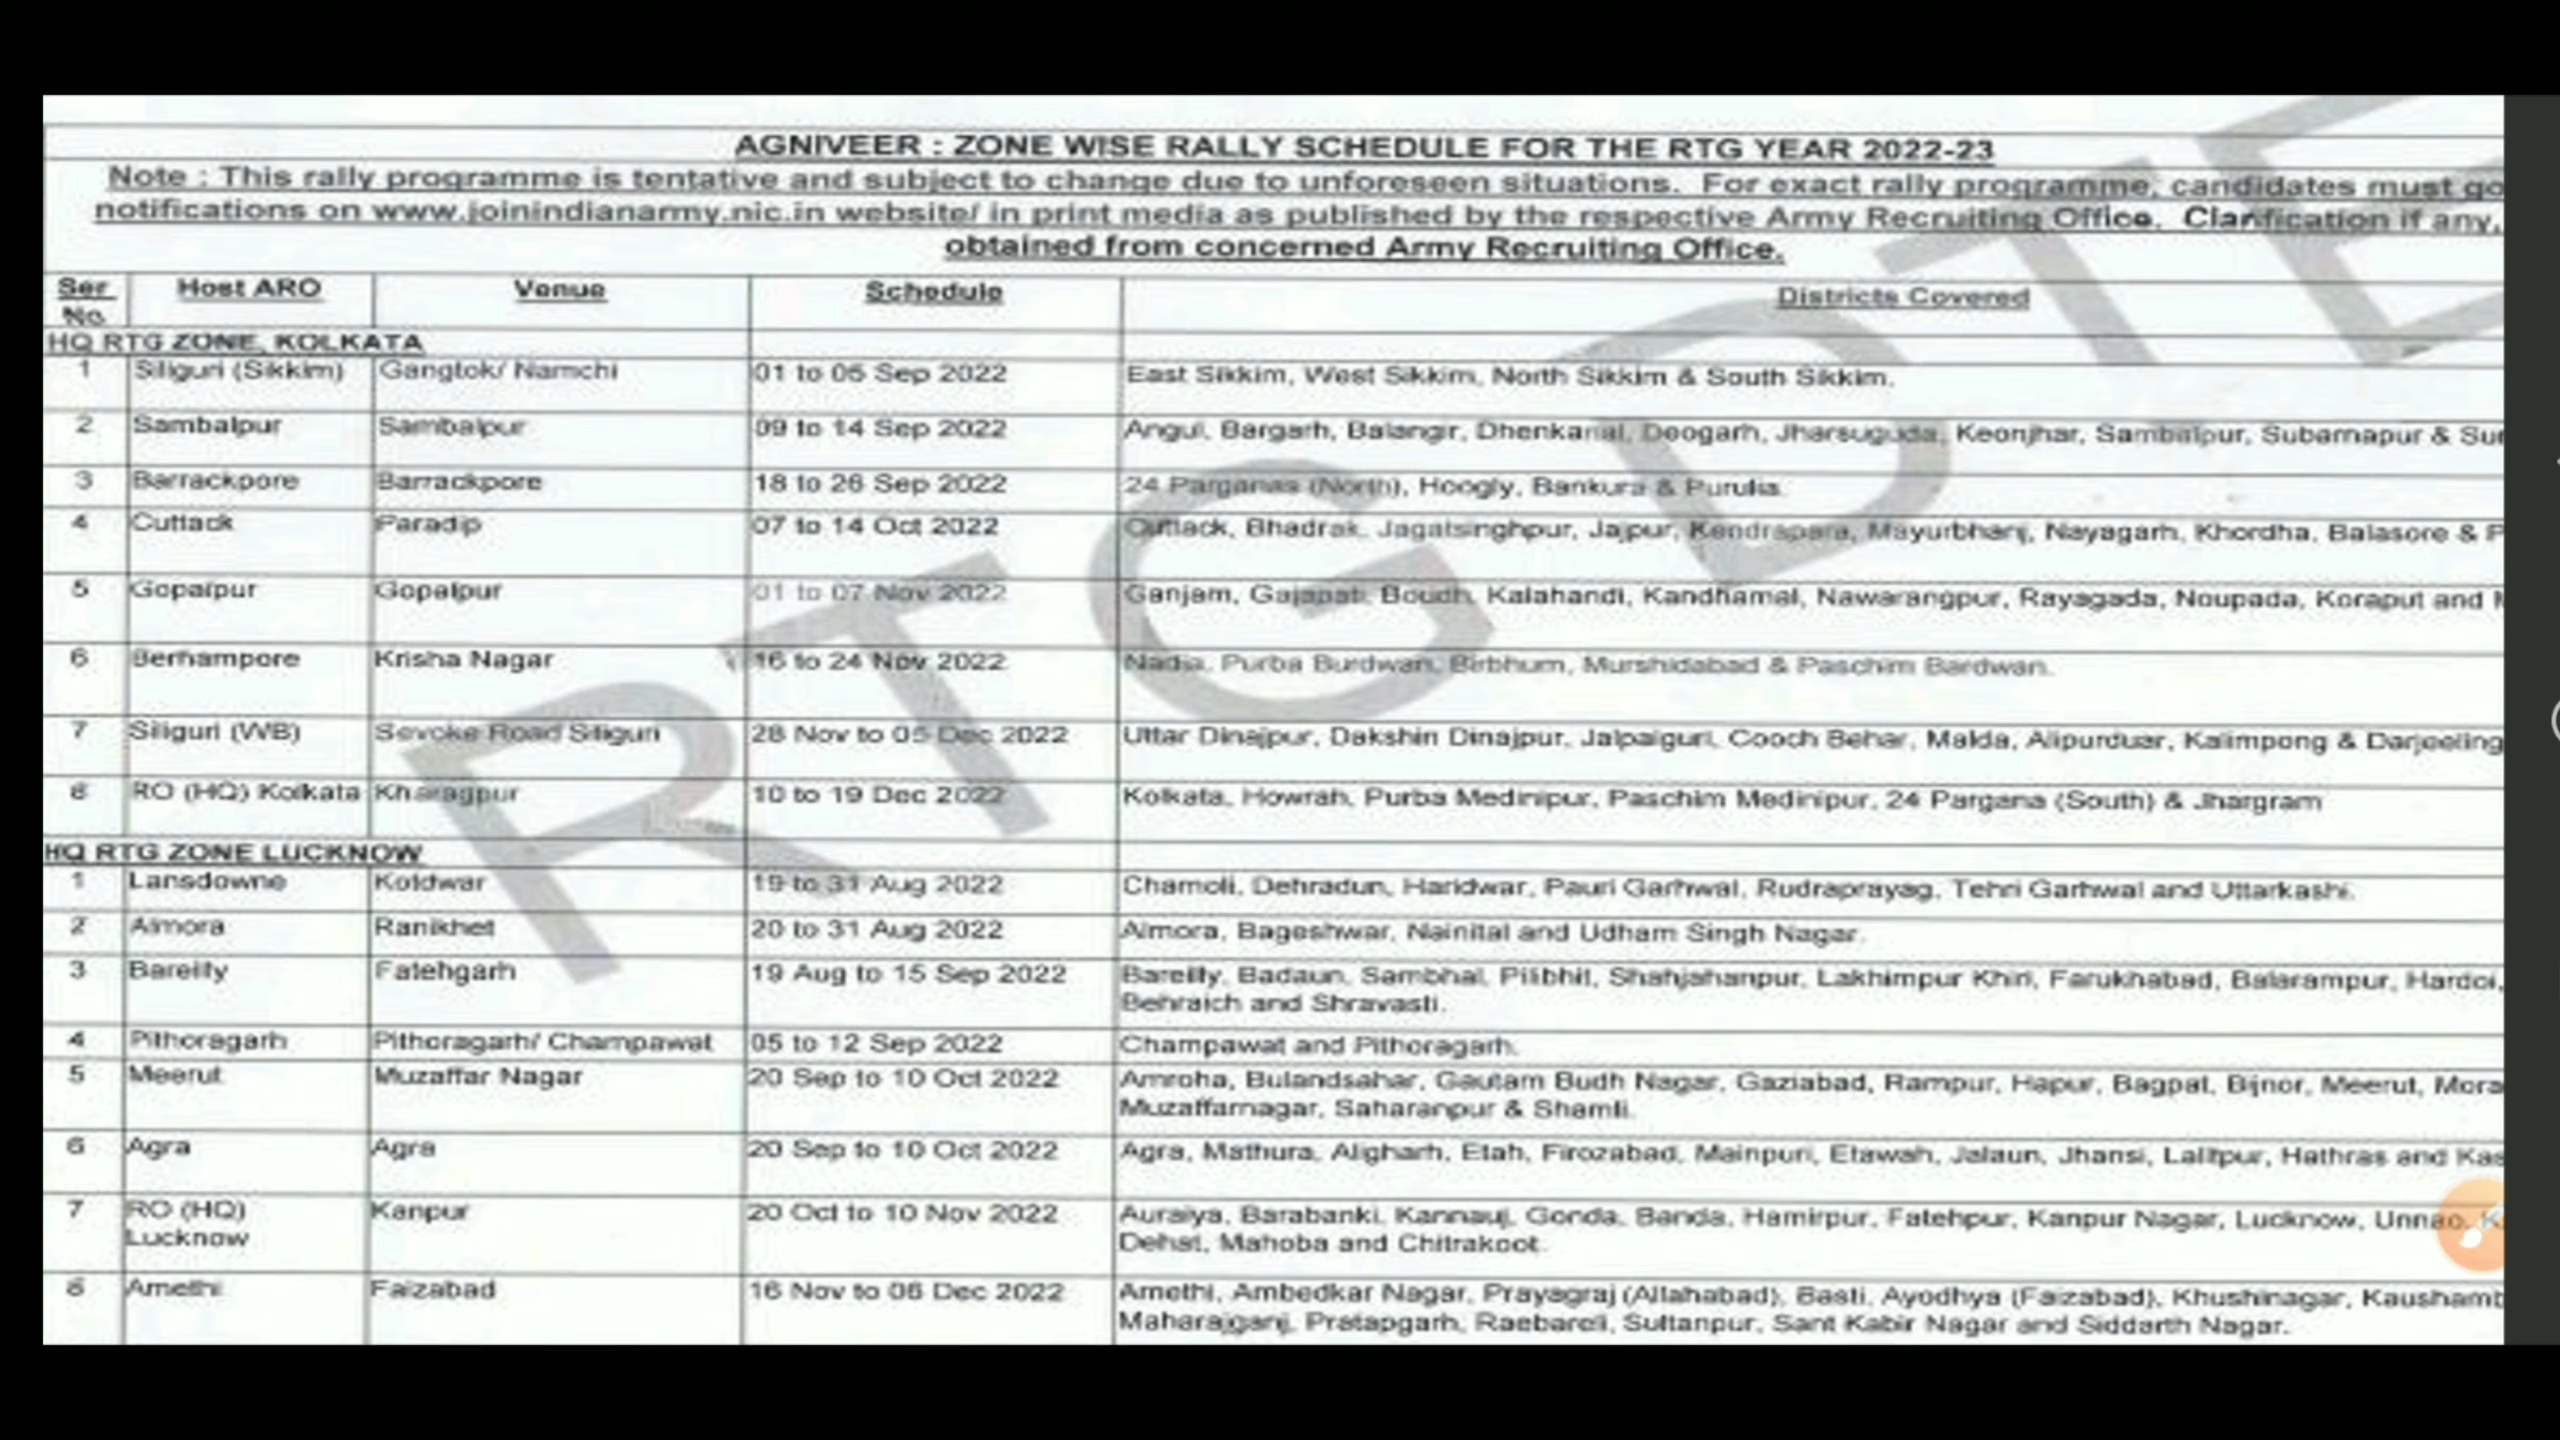 AGNIVEER : ZONE WISE RALLY SCHEDULE FOR THE RTG YEAR 2022-23
Note : This rally programme is tentative and subject to change due to unforeseen situations. For exact rally programme, candidates must go
notifications on www.joinindianarmy.nic.in website/ in print media as published by the respective Army Recruiting Office. Clarification if any,
obtained from concerned Army Recruiting Office.
Ser No. Host ARO Venue Schedule Districts Covered
HQ RTG ZONE, KOLKATA
1 Siliguri (Sikkim) Gangtok/ Namchi 01 to 05 Sep 2022 East Sikkim, West Sikkim, North Sikkim & South Sikkim.
2 Sambalpur Sambalpur 09 to 14 Sep 2022 Angul, Bargarh, Balangir, Dhenkanal, Deogarh, Jharsuguda, Keonjhar, Sambalpur, Subarnapur &
3 Barrackpore Barrackpore 18 to 26 Sep 2022 24 Parganas (North), Hoogly, Bankura & Purulia.
4 Cuttack Paradip 07 to 14 Oct 2022 Cuttack, Bhadrak, Jagatsinghpur, Jajpur, Kendrapara, Mayurbhanj, Nayagarh, Khordha, Balasore &
5 Gopalpur Gopalpur 01 to 07 Nov 2022 Ganjam, Gajapati, Boudh, Kalahandi, Kandhamal, Nawarangpur, Rayagada, Noupada, Koraput and
6 Berhampore Krisha Nagar 16 to 24 Nov 2022 Nadia, Purba Burdwan, Birbhum, Murshidabad & Paschim Bardwan.
7 Siliguri (WB) Sevoke Road Siliguri 28 Nov to 05 Dec 2022 Uttar Dinajpur, Dakshin Dinajpur, Jalpaiguri, Cooch Behar, Malda, Alipurduar, Kalimpong & Darjeeling
8 RO (HQ) Kolkata Kharagpur 10 to 19 Dec 2022 Kolkata, Howrah, Purba Medinipur, Paschim Medinipur, 24 Pargana (South) & Jhargram
HQ RTG ZONE LUCKNOW
1 Lansdowne Kotdwar 19 to 31 Aug 2022 Chamoli, Dehradun, Haridwar, Pauri Garhwal, Rudraprayag, Tehri Garhwal and Uttarkashi.
2 Almora Ranikhet 20 to 31 Aug 2022 Almora, Bageshwar, Nainital and Udham Singh Nagar.
3 Bareilly Fatehgarh 19 Aug to 15 Sep 2022 Bareilly, Badaun, Sambhal, Pilibhit, Shahjahanpur, Lakhimpur Khiri, Farukhabad, Balarampur, Hardoi,
Behraich and Shravasti.
4 Pithoragarh Pithoragarh/ Champawat 05 to 12 Sep 2022 Champawat and Pithoragarh.
5 Meerut Muzaffar Nagar 20 Sep to 10 Oct 2022 Amroha, Bulandsahar, Gautam Budh Nagar, Gaziabad, Rampur, Hapur, Bagpat, Bijnor, Meerut,
Muzaffarnagar, Saharanpur & Shamli.
6 Agra Agra 20 Sep to 10 Oct 2022 Agra, Mathura, Aligharh, Etah, Firozabad, Mainpuri, Etawah, Jalaun, Jhansi, Lalitpur, Hathras and
7 RO (HQ) Kanpur 20 Oct to 10 Nov 2022 Auraiya, Barabanki, Kannauj, Gonda, Banda, Hamirpur, Fatehpur, Kanpur Nagar, Lucknow, Unnao,
Lucknow Dehat, Mahoba and Chitrakoot.
8 Amethi Faizabad 16 Nov to 06 Dec 2022 Amethi, Ambedkar Nagar, Prayagraj (Allahabad), Basti, Ayodhya (Faizabad), Khushinagar,
Maharajganj, Pratapgarh, Raebareli, Sultanpur, Sant Kabir Nagar and Siddarth Nagar.
RTG DTE